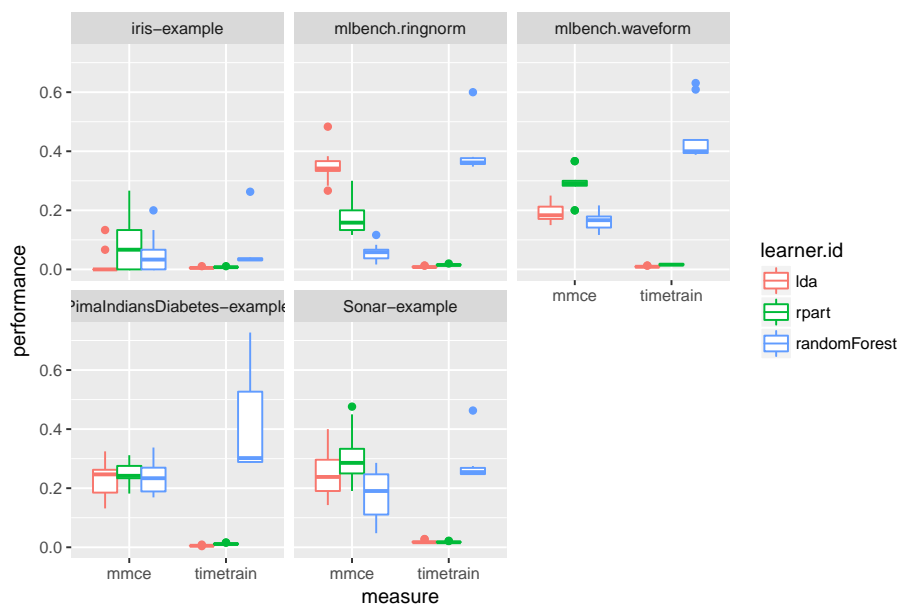 iris−example
mlbench.ringnorm
mlbench.waveform
0.6
0.4
0.2
0.0
mmce
timetrain
PimaIndiansDiabetes−example
Sonar−example
0.6
0.4
0.2
0.0
mmce
timetrain
mmce
timetrain
measure
performance
learner.id
lda
rpart
randomForest